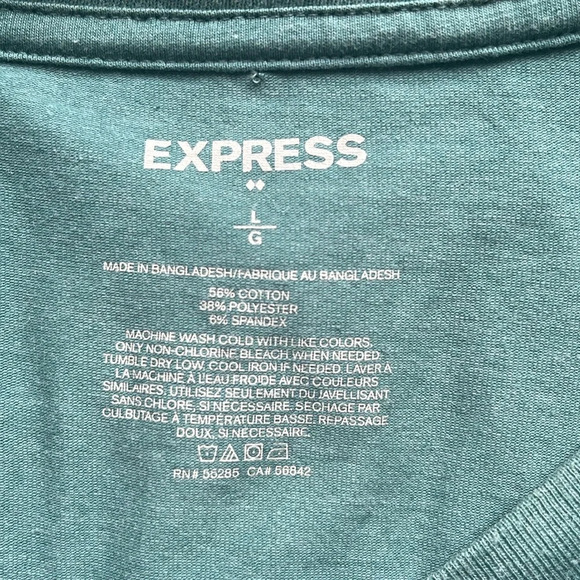 EXPRESS
L
G
MADE IN BANGLADESH/FABRIQUE AU BANGLADESH
56% COTTON
38% POLYESTER
6% SPANDEX
MACHINE WASH COLD WITH LIKE COLORS.
ONLY NON-CHLORINE BLEACH WHEN NEEDED.
TUMBLE DRY LOW. COOL IRON IF NEEDED. LAVER À
LA MACHINE À L'EAU FROIDE AVEC COULEURS
SIMILAIRES. UTILISEZ SEULEMENT DU JAVELLISANT
SANS CHLORE, SI NÉCESSAIRE. SÉCHAGE PAR
CULBUTAGE À TEMPÉRATURE BASSE. REPASSAGE
DOUX, SI NÉCESSAIRE.
RN# 55285 CA# 56842